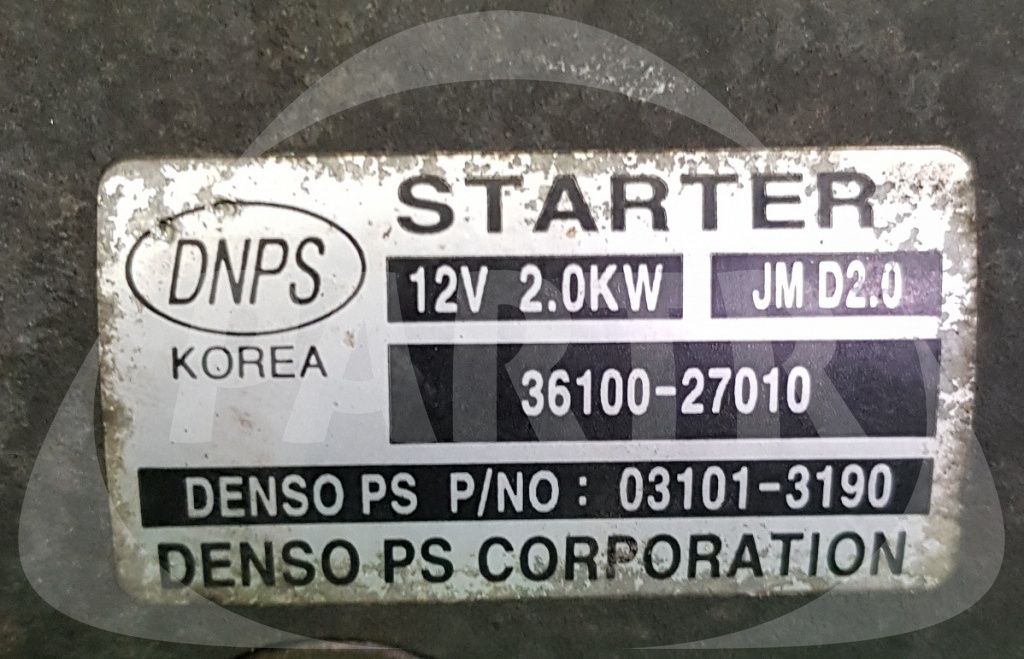 STARTER
DNPS
12V 2.0KW
JM D2.0
KOREA
36100-27010
DENSO PS P/NO : 03101-3190
DENSO PS CORPORATION